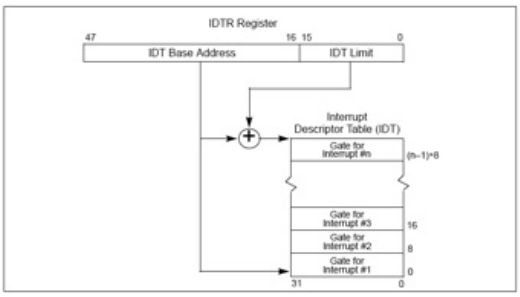 IDTR Register
47 16 15 0
IDT Base Address IDT Limit
+
Interrupt
Descriptor Table (IDT)
Gate for
Interrupt #n
(n–1)*8
Gate for
Interrupt #3
16
Gate for
Interrupt #2
8
Gate for
Interrupt #1
0
31 0